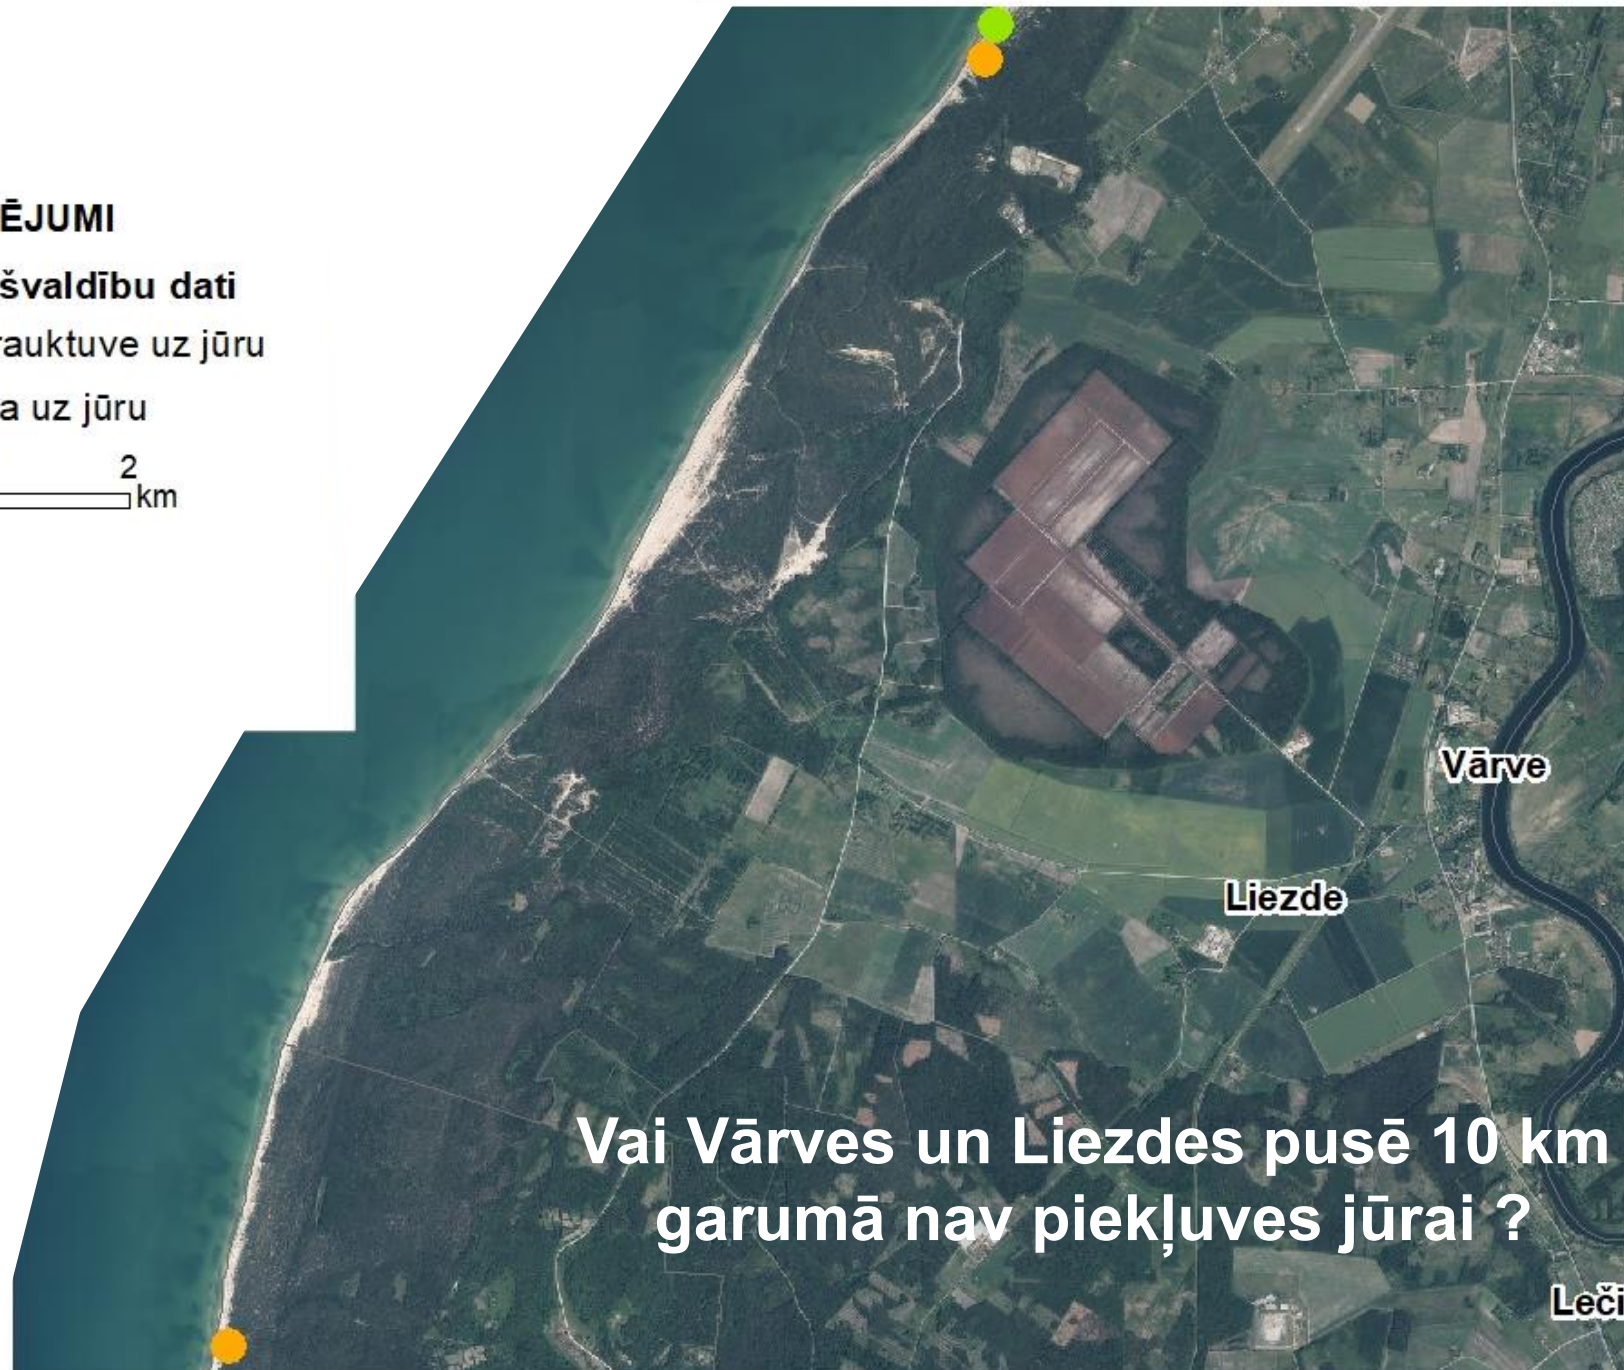 ĒJUMI
švaldību dati
rauktuve uz jūru
a uz jūru
2
km
Vārve
Liezde
Vai Vārves un Liezdes pusē 10 km
garumā nav piekļuves jūrai ?
Leči